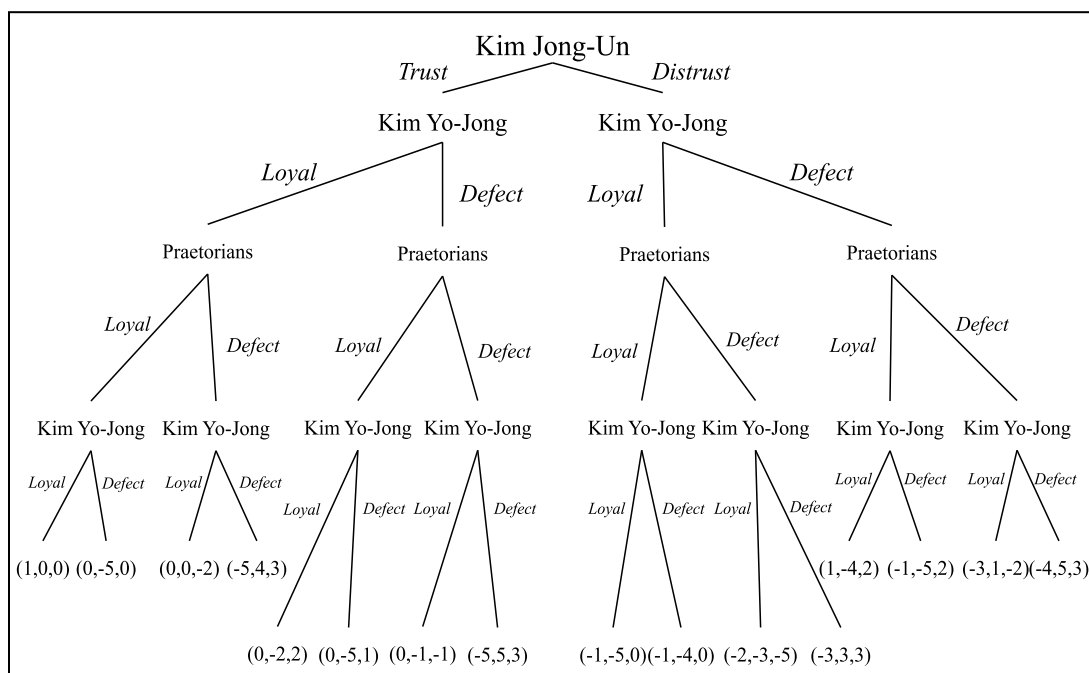 Kim Jong-Un
Trust Distrust
Kim Yo-Jong Kim Yo-Jong
Loyal Defect Loyal Defect
Praetorians Praetorians Praetorians Praetorians
Loyal Defect Loyal Defect Loyal Defect Loyal Defect
Kim Yo-Jong Kim Yo-Jong Kim Yo-Jong Kim Yo-Jong Kim Yo-Jong Kim Yo-Jong Kim Yo-Jong Kim Yo-Jong
Loyal Defect Loyal Defect Loyal Defect Loyal Defect Loyal Defect Loyal Defect Loyal Defect Loyal Defect
(1,0,0) (0,-5,0) (0,0,-2) (-5,4,3) (1,-4,2) (-1,-5,2) (-3,1,-2) (-4,5,3)
(0,-2,2) (0,-5,1) (0,-1,-1) (-5,5,3) (-1,-5,0) (-1,-4,0) (-2,-3,-5) (-3,3,3)